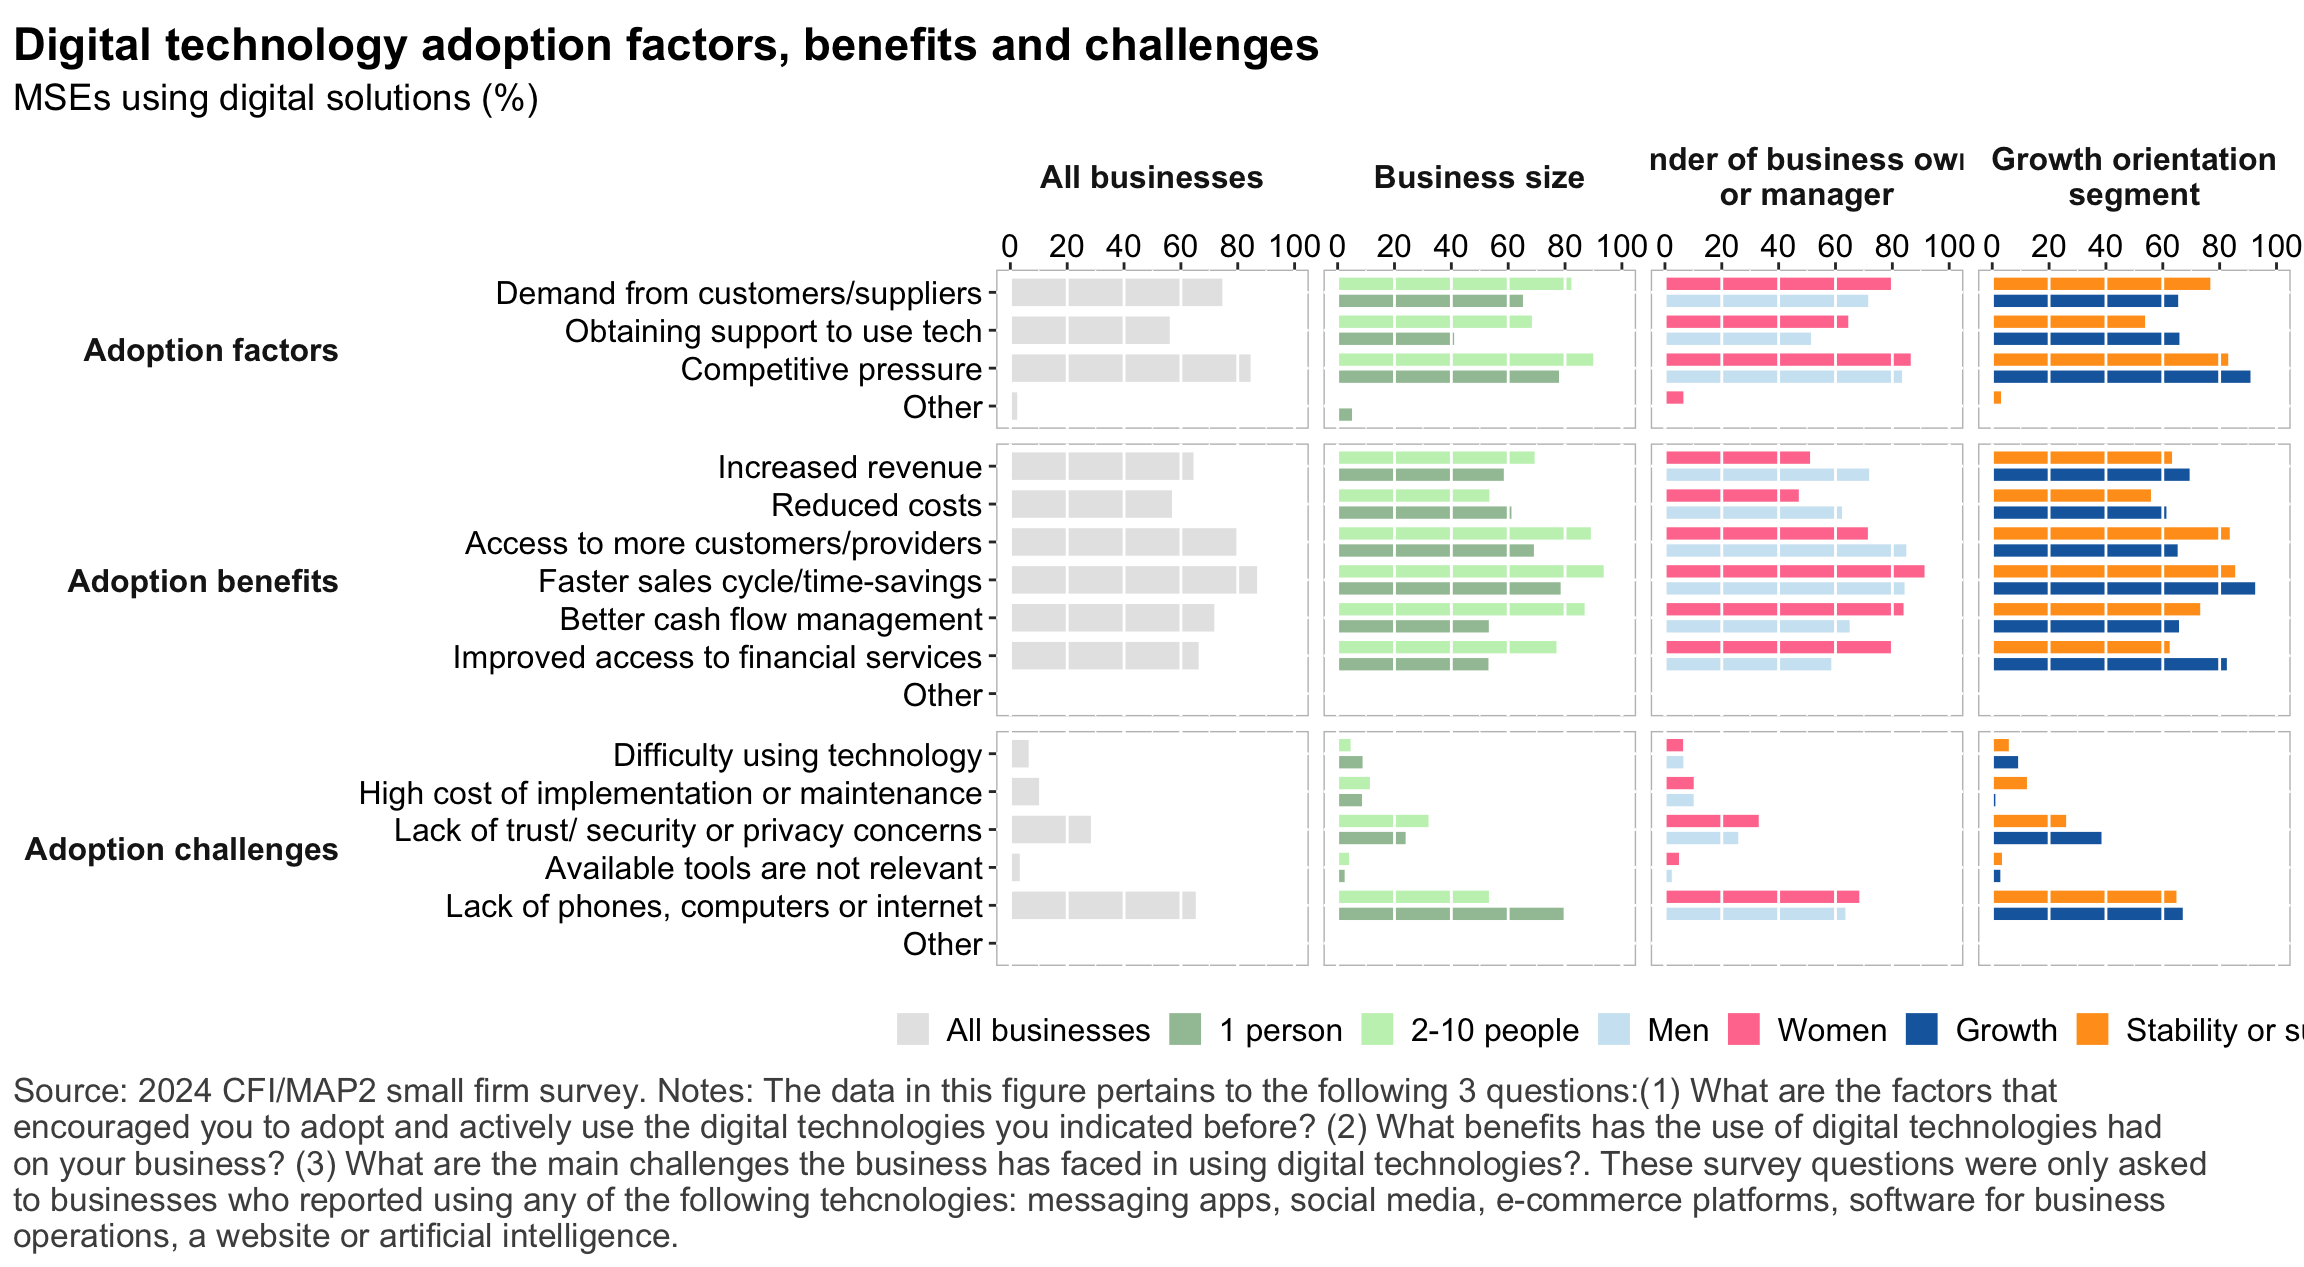 Digital technology adoption factors, benefits and challenges
MSEs using digital solutions (%)
All businesses
Business size
nder of business ow
or manager
Growth orientation
segment
0 20 40 60 80 100 0 20 40 60 80 100 0 20 40 60 80 100 0 20 40 60 80 100
Adoption factors
Demand from customers/suppliers
Obtaining support to use tech
Competitive pressure
Other
Adoption benefits
Increased revenue
Reduced costs
Access to more customers/providers
Faster sales cycle/time-savings
Better cash flow management
Improved access to financial services
Other
Adoption challenges
Difficulty using technology
High cost of implementation or maintenance
Lack of trust/ security or privacy concerns
Available tools are not relevant
Lack of phones, computers or internet
Other
All businesses 1 person 2-10 people Men Women Growth Stability or s
Source: 2024 CFI/MAP2 small firm survey. Notes: The data in this figure pertains to the following 3 questions:(1) What are the factors that
encouraged you to adopt and actively use the digital technologies you indicated before? (2) What benefits has the use of digital technologies had
on your business? (3) What are the main challenges the business has faced in using digital technologies?. These survey questions were only asked
to businesses who reported using any of the following tehcnologies: messaging apps, social media, e-commerce platforms, software for business
operations, a website or artificial intelligence.